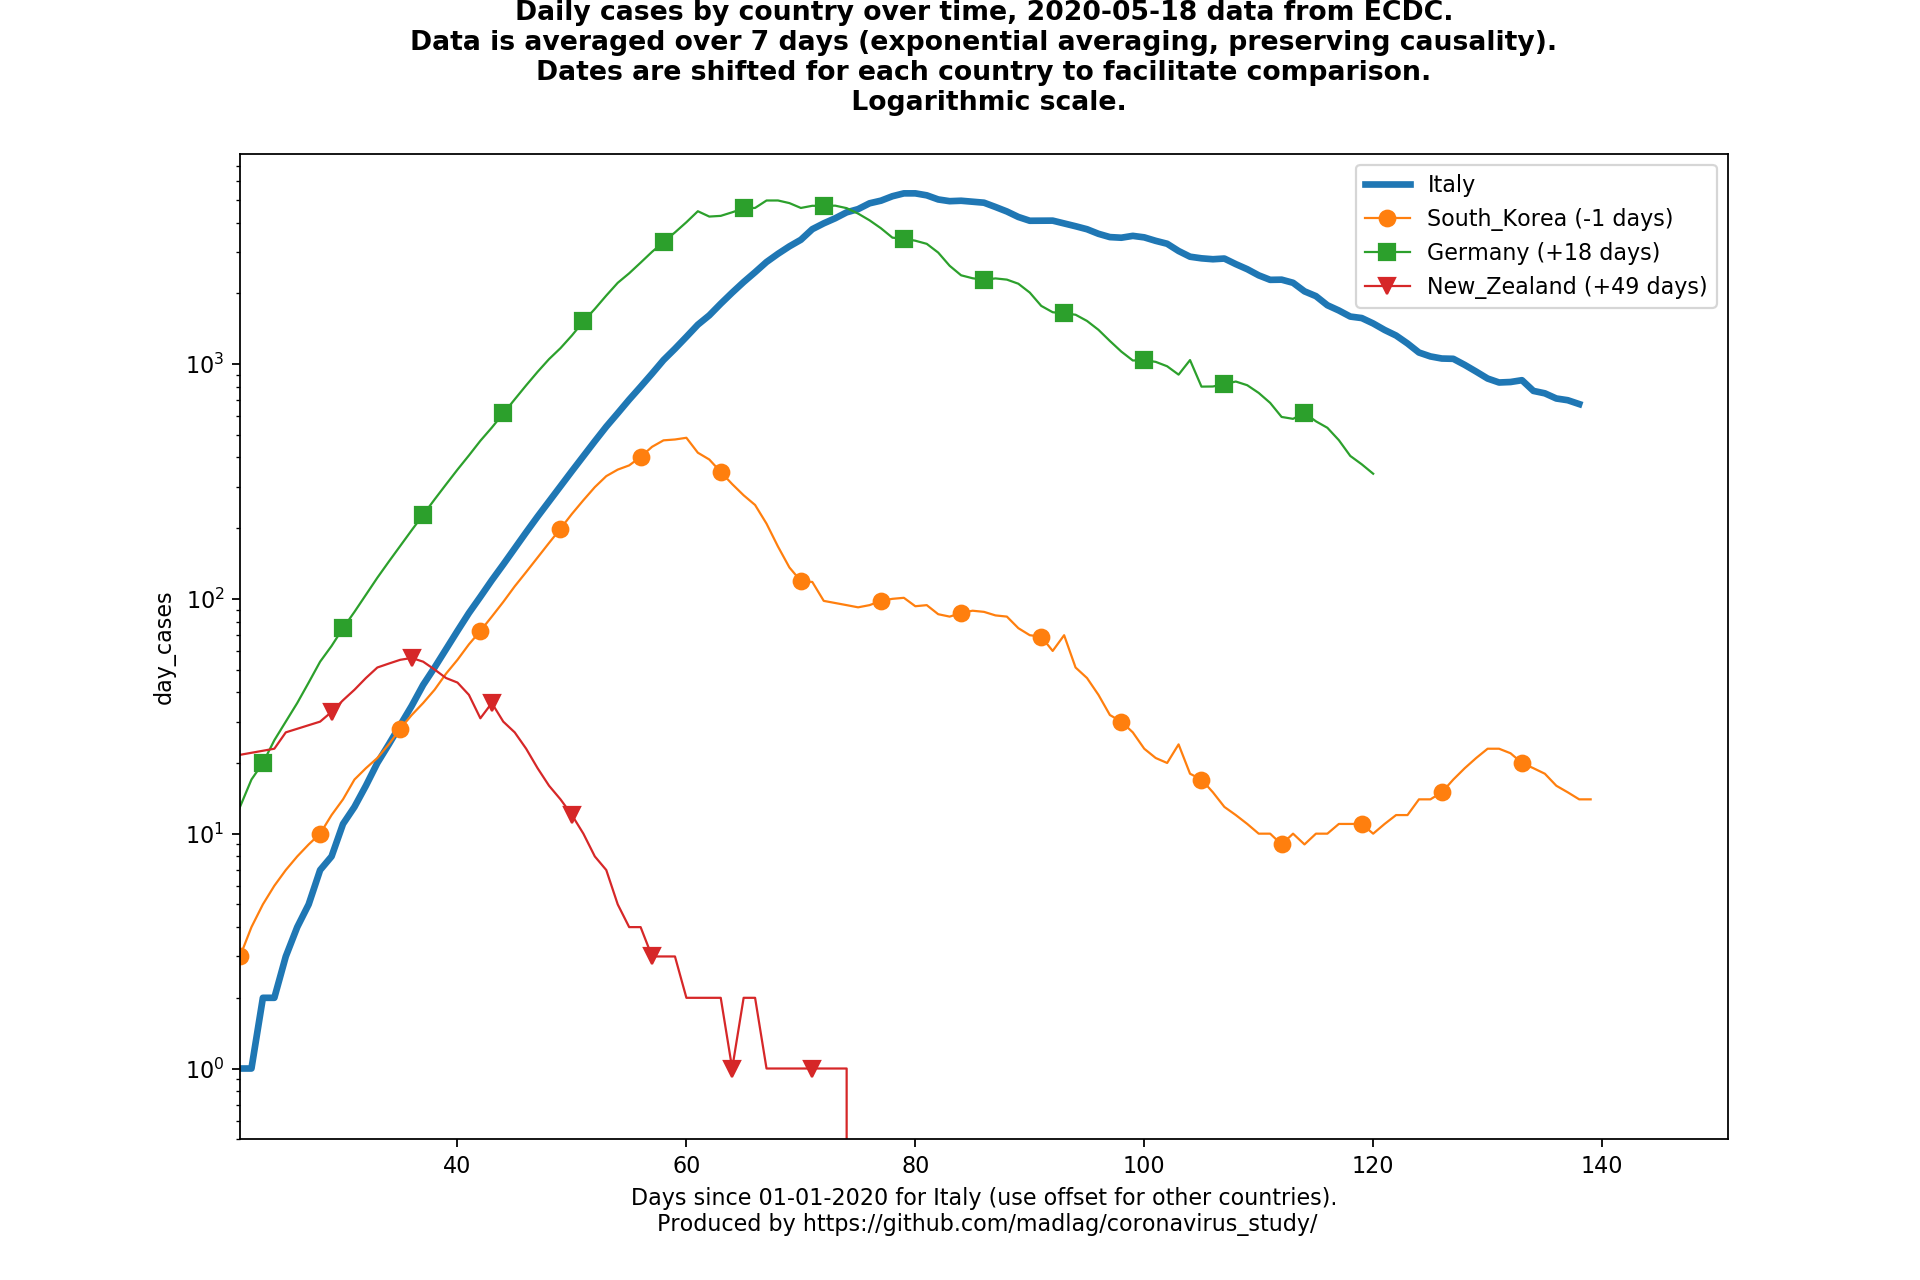 Daily cases by country over time, 2020-05-18 data from ECDC.
Data is averaged over 7 days (exponential averaging, preserving causality).
Dates are shifted for each country to facilitate comparison.
Logarithmic scale.
Italy
South_Korea (-1 days)
Germany (+18 days)
New_Zealand (+49 days)
10³
10²
10¹
10⁰
day_cases
40 60 80 100 120 140
Days since 01-01-2020 for Italy (use offset for other countries).
Produced by https://github.com/madlag/coronavirus_study/